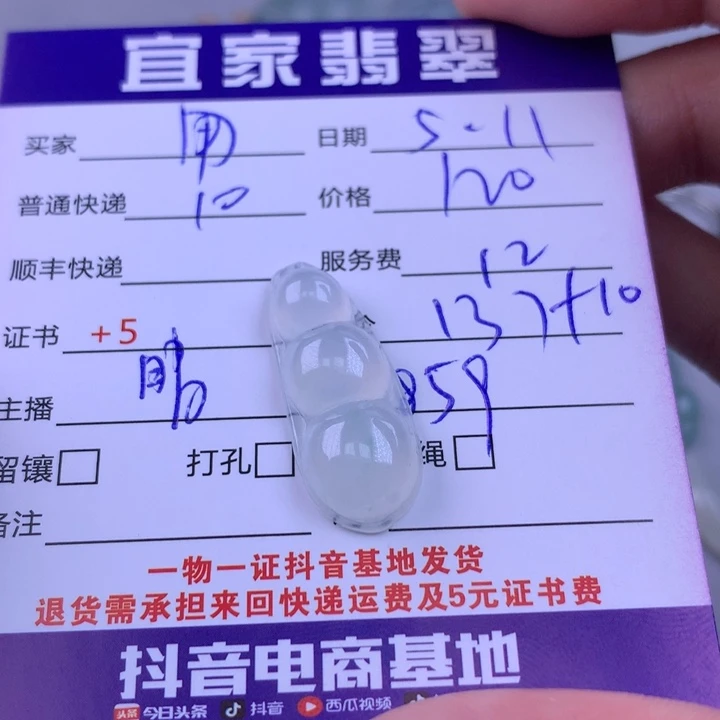 宜家翡翠
买家 日期 5-11
普通快递 10 价格 120
顺丰快递 服务费 12
证书 +5 137+10
主播 859
留镶 打孔 绳
备注
一物一证抖音基地发货
退货需承担来回快递运费及5元证书费
抖音电商基地
头条 今日头条 抖音 西瓜视频